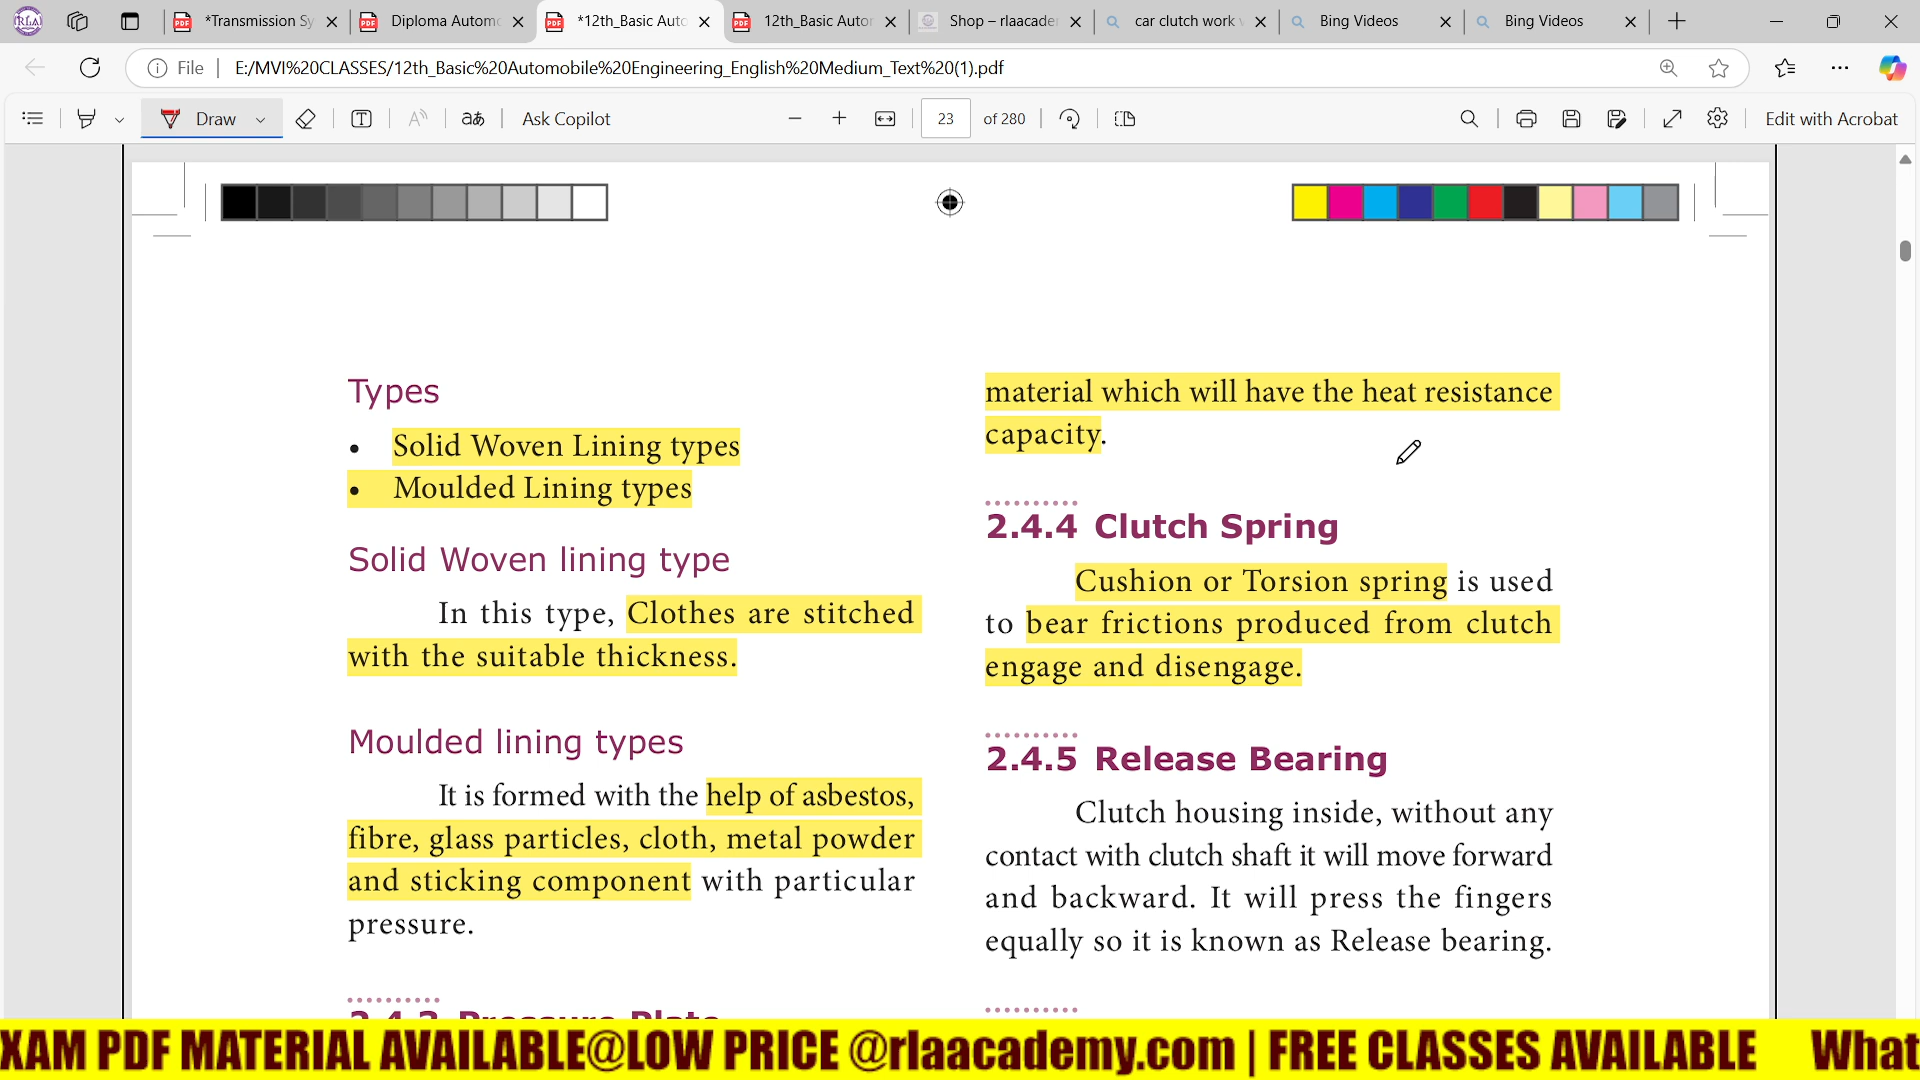 RLA
*Transmission Sy
Diploma Automo
*12th_Basic Auto
12th_Basic Autor
Shop – rlaacader
car clutch work v
Bing Videos
Bing Videos
File
E:/MVI%20CLASSES/12th_Basic%20Automobile%20Engineering_English%20Medium_Text%20(1).pdf
Draw
Ask Copilot
23
of 280
Edit with Acrobat
Types
• Solid Woven Lining types
• Moulded Lining types
Solid Woven lining type
In this type, Clothes are stitched
with the suitable thickness.
Moulded lining types
It is formed with the help of asbestos,
fibre, glass particles, cloth, metal powder
and sticking component with particular
pressure.
2.4.3 Pressure Plate
material which will have the heat resistance
capacity.
2.4.4 Clutch Spring
Cushion or Torsion spring is used
to bear frictions produced from clutch
engage and disengage.
2.4.5 Release Bearing
Clutch housing inside, without any
contact with clutch shaft it will move forward
and backward. It will press the fingers
equally so it is known as Release bearing.
XAM PDF MATERIAL AVAILABLE@LOW PRICE @rlaacademy.com | FREE CLASSES AVAILABLE What